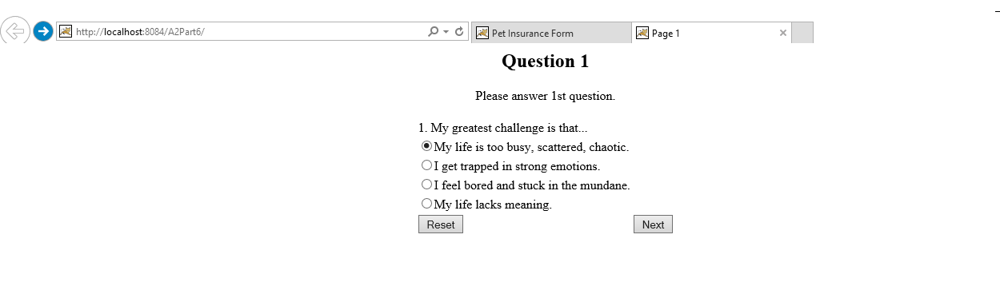 http://localhost:8084/A2Part6/
Pet Insurance Form
Page 1
Question 1
Please answer 1st question.
1. My greatest challenge is that...
My life is too busy, scattered, chaotic.
I get trapped in strong emotions.
I feel bored and stuck in the mundane.
My life lacks meaning.
Reset
Next